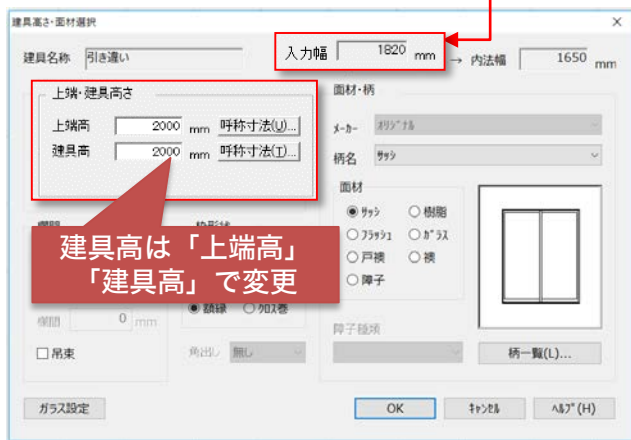 建具高さ・面材選択
建具名称 引き違い 入力幅 1820 mm → 内法幅 1650 mm
上端・建具高さ
上端高 2000 mm 呼称寸法(U)...
建具高 2000 mm 呼称寸法(T)...
面材・柄
メーカー オリジナル
柄名 サッシ
面材
サッシ 樹脂
フラッシュ ガラス
戸襖 襖
障子
建具高は「上端高」
「建具高」で変更
額縁 クロス巻
欄間 0 mm
吊束 角出し 無し
障子種類
柄一覧(L)...
ガラス設定 OK キャンセル ヘルプ(H)